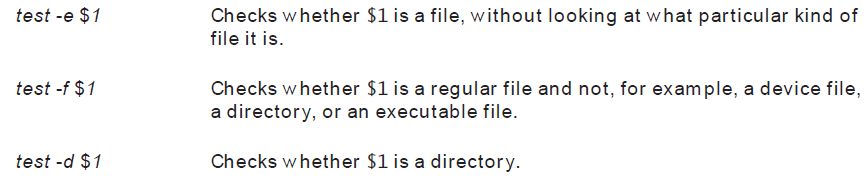 test -e $1 Checks whether $1 is a file, without looking at what particular kind of
file it is.
test -f $1 Checks whether $1 is a regular file and not, for example, a device file,
a directory, or an executable file.
test -d $1 Checks whether $1 is a directory.